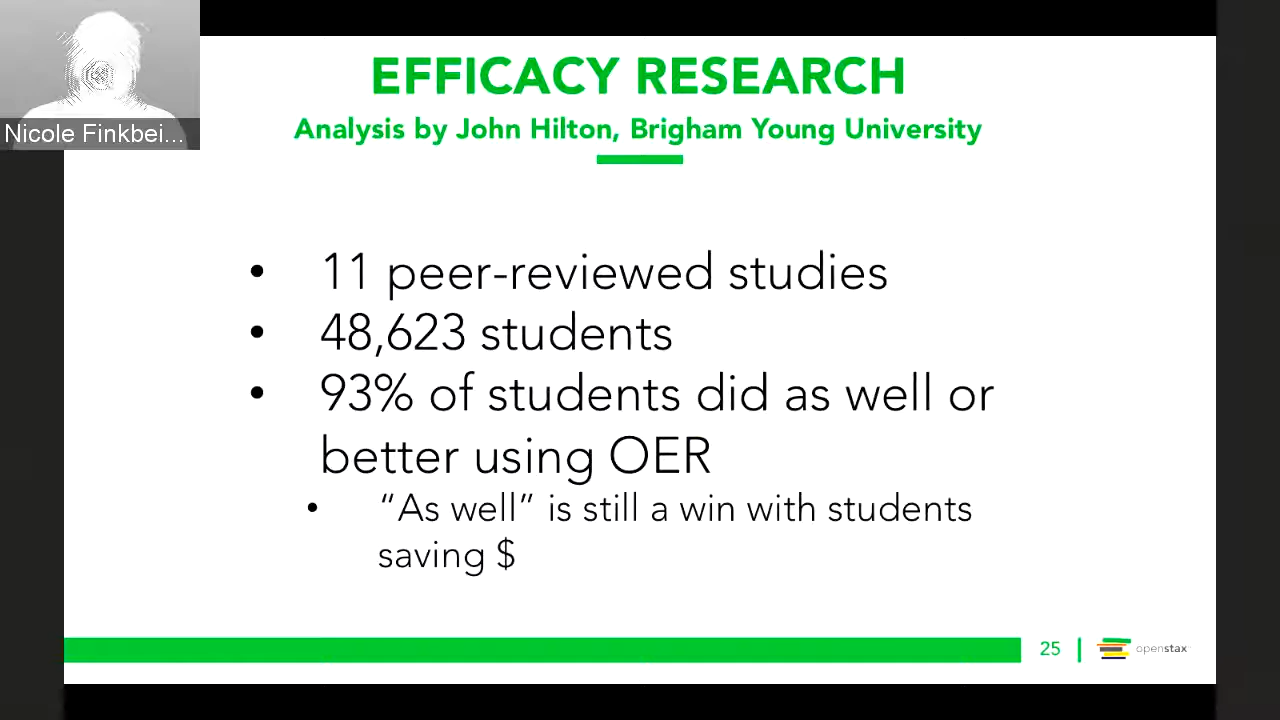 EFFICACY RESEARCH
Analysis by John Hilton, Brigham Young University
Nicole Finkbei...
• 11 peer-reviewed studies
• 48,623 students
• 93% of students did as well or
better using OER
• “As well” is still a win with students
saving $
25
openstax